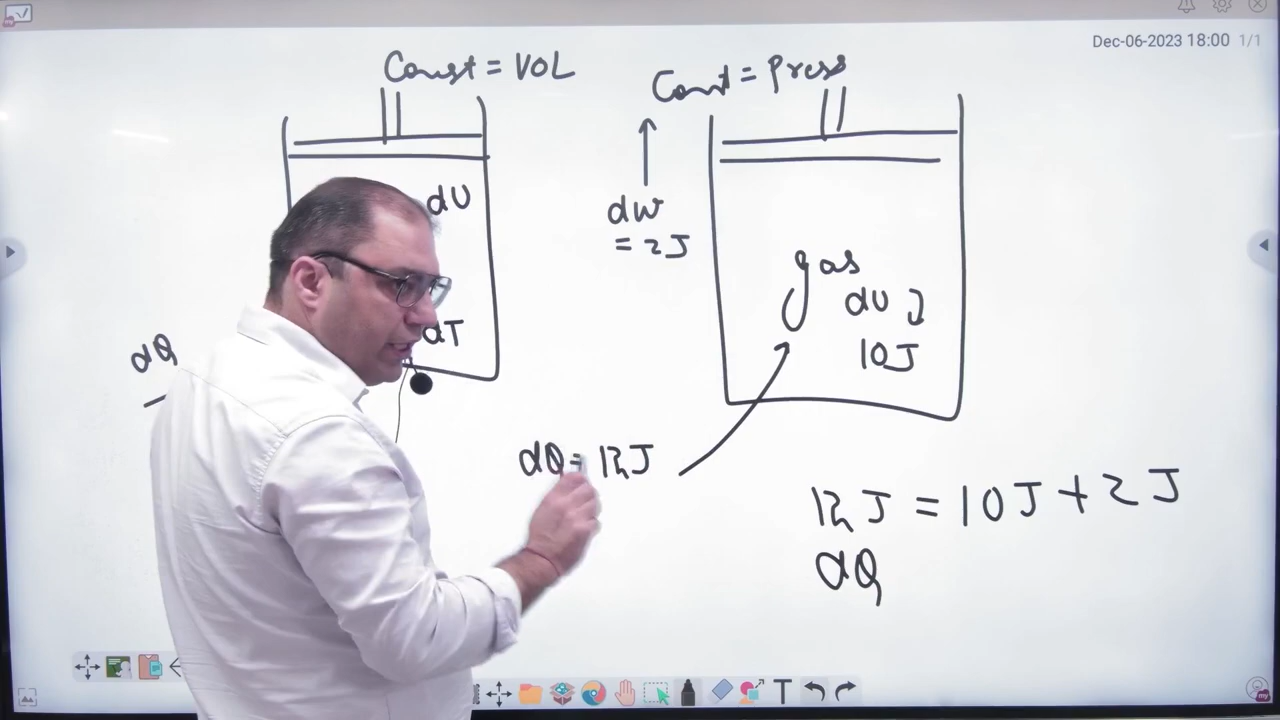 Dec-06-2023 18:00 1/1
Const = VOL
Const = Press
dU
dW
= 2J
gas
dU
10J
dT
dQ
dQ = 12J
12J = 10J + 2J
dQ
T